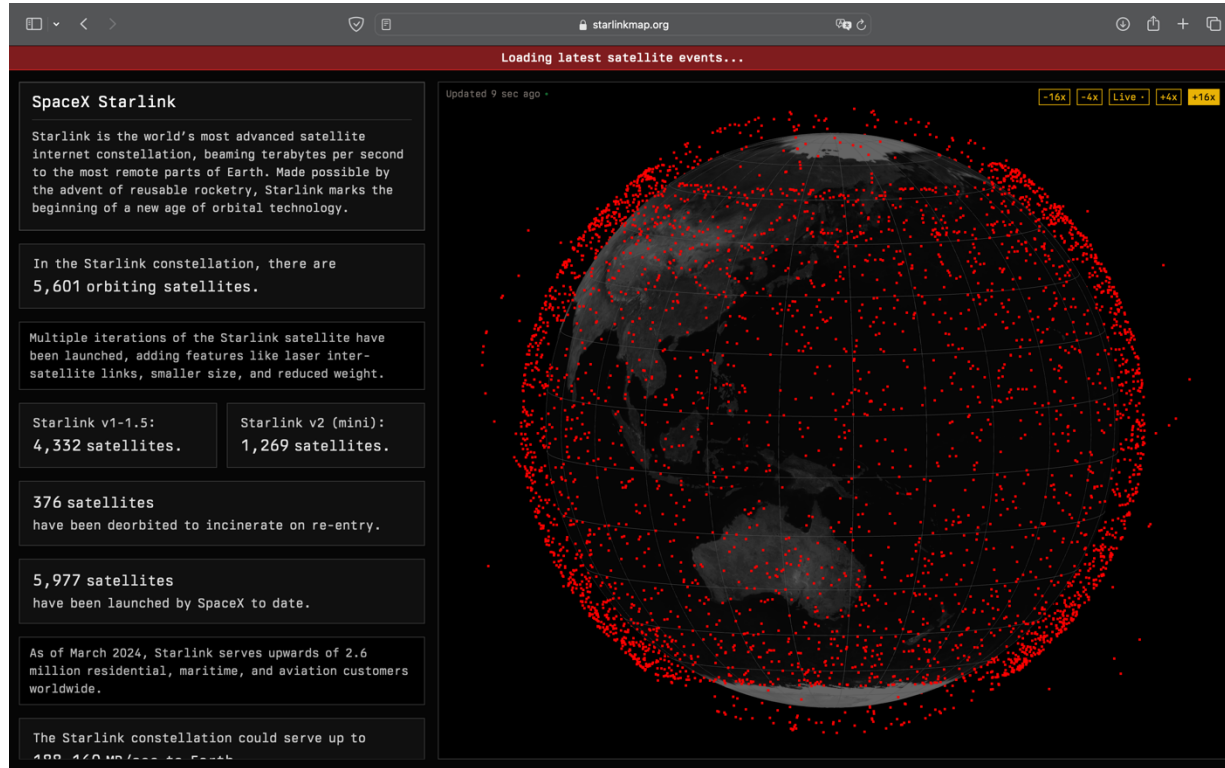 starlinkmap.org
Loading latest satellite events...
SpaceX Starlink
Starlink is the world's most advanced satellite
internet constellation, beaming terabytes per second
to the most remote parts of Earth. Made possible by
the advent of reusable rocketry, Starlink marks the
beginning of a new age of orbital technology.
In the Starlink constellation, there are
5,601 orbiting satellites.
Multiple iterations of the Starlink satellite have
been launched, adding features like laser inter-
satellite links, smaller size, and reduced weight.
Starlink v1-1.5:
4,332 satellites.
Starlink v2 (mini):
1,269 satellites.
376 satellites
have been deorbited to incinerate on re-entry.
5,977 satellites
have been launched by SpaceX to date.
As of March 2024, Starlink serves upwards of 2.6
million residential, maritime, and aviation customers
worldwide.
The Starlink constellation could serve up to
Updated 9 sec ago •
-16x -4x Live • +4x +16x